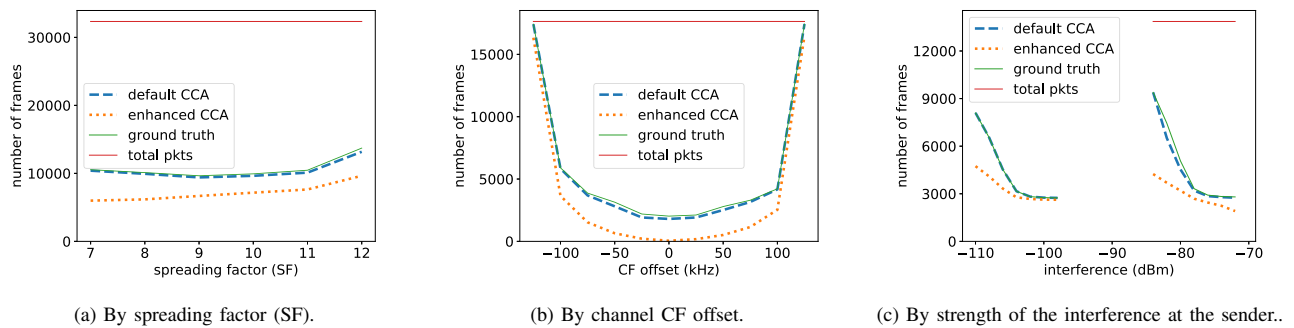 number of frames
30000
20000
10000
0
default CCA
enhanced CCA
ground truth
total pkts
7 8 9 10 11 12
spreading factor (SF)
(a) By spreading factor (SF).
number of frames
15000
10000
5000
0
default CCA
enhanced CCA
ground truth
total pkts
−100 −50 0 50 100
CF offset (kHz)
(b) By channel CF offset.
number of frames
12000
9000
6000
3000
0
default CCA
enhanced CCA
ground truth
total pkts
−110 −100 −90 −80 −70
interference (dBm)
(c) By strength of the interference at the sender..